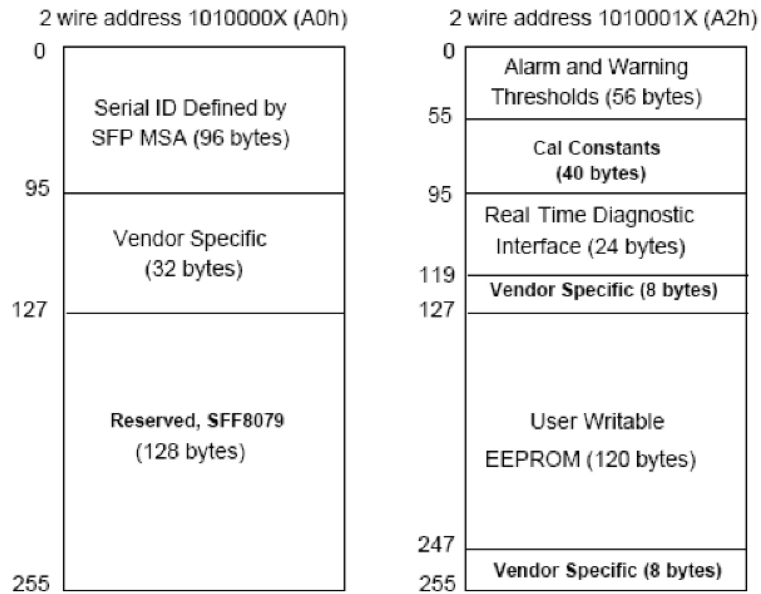 2 wire address 1010000X (A0h)
0
Serial ID Defined by
SFP MSA (96 bytes)
95
Vendor Specific
(32 bytes)
127
Reserved, SFF8079
(128 bytes)
255
2 wire address 1010001X (A2h)
0
Alarm and Warning
Thresholds (56 bytes)
55
Cal Constants
(40 bytes)
95
Real Time Diagnostic
Interface (24 bytes)
119
Vendor Specific (8 bytes)
127
User Writable
EEPROM (120 bytes)
247
Vendor Specific (8 bytes)
255